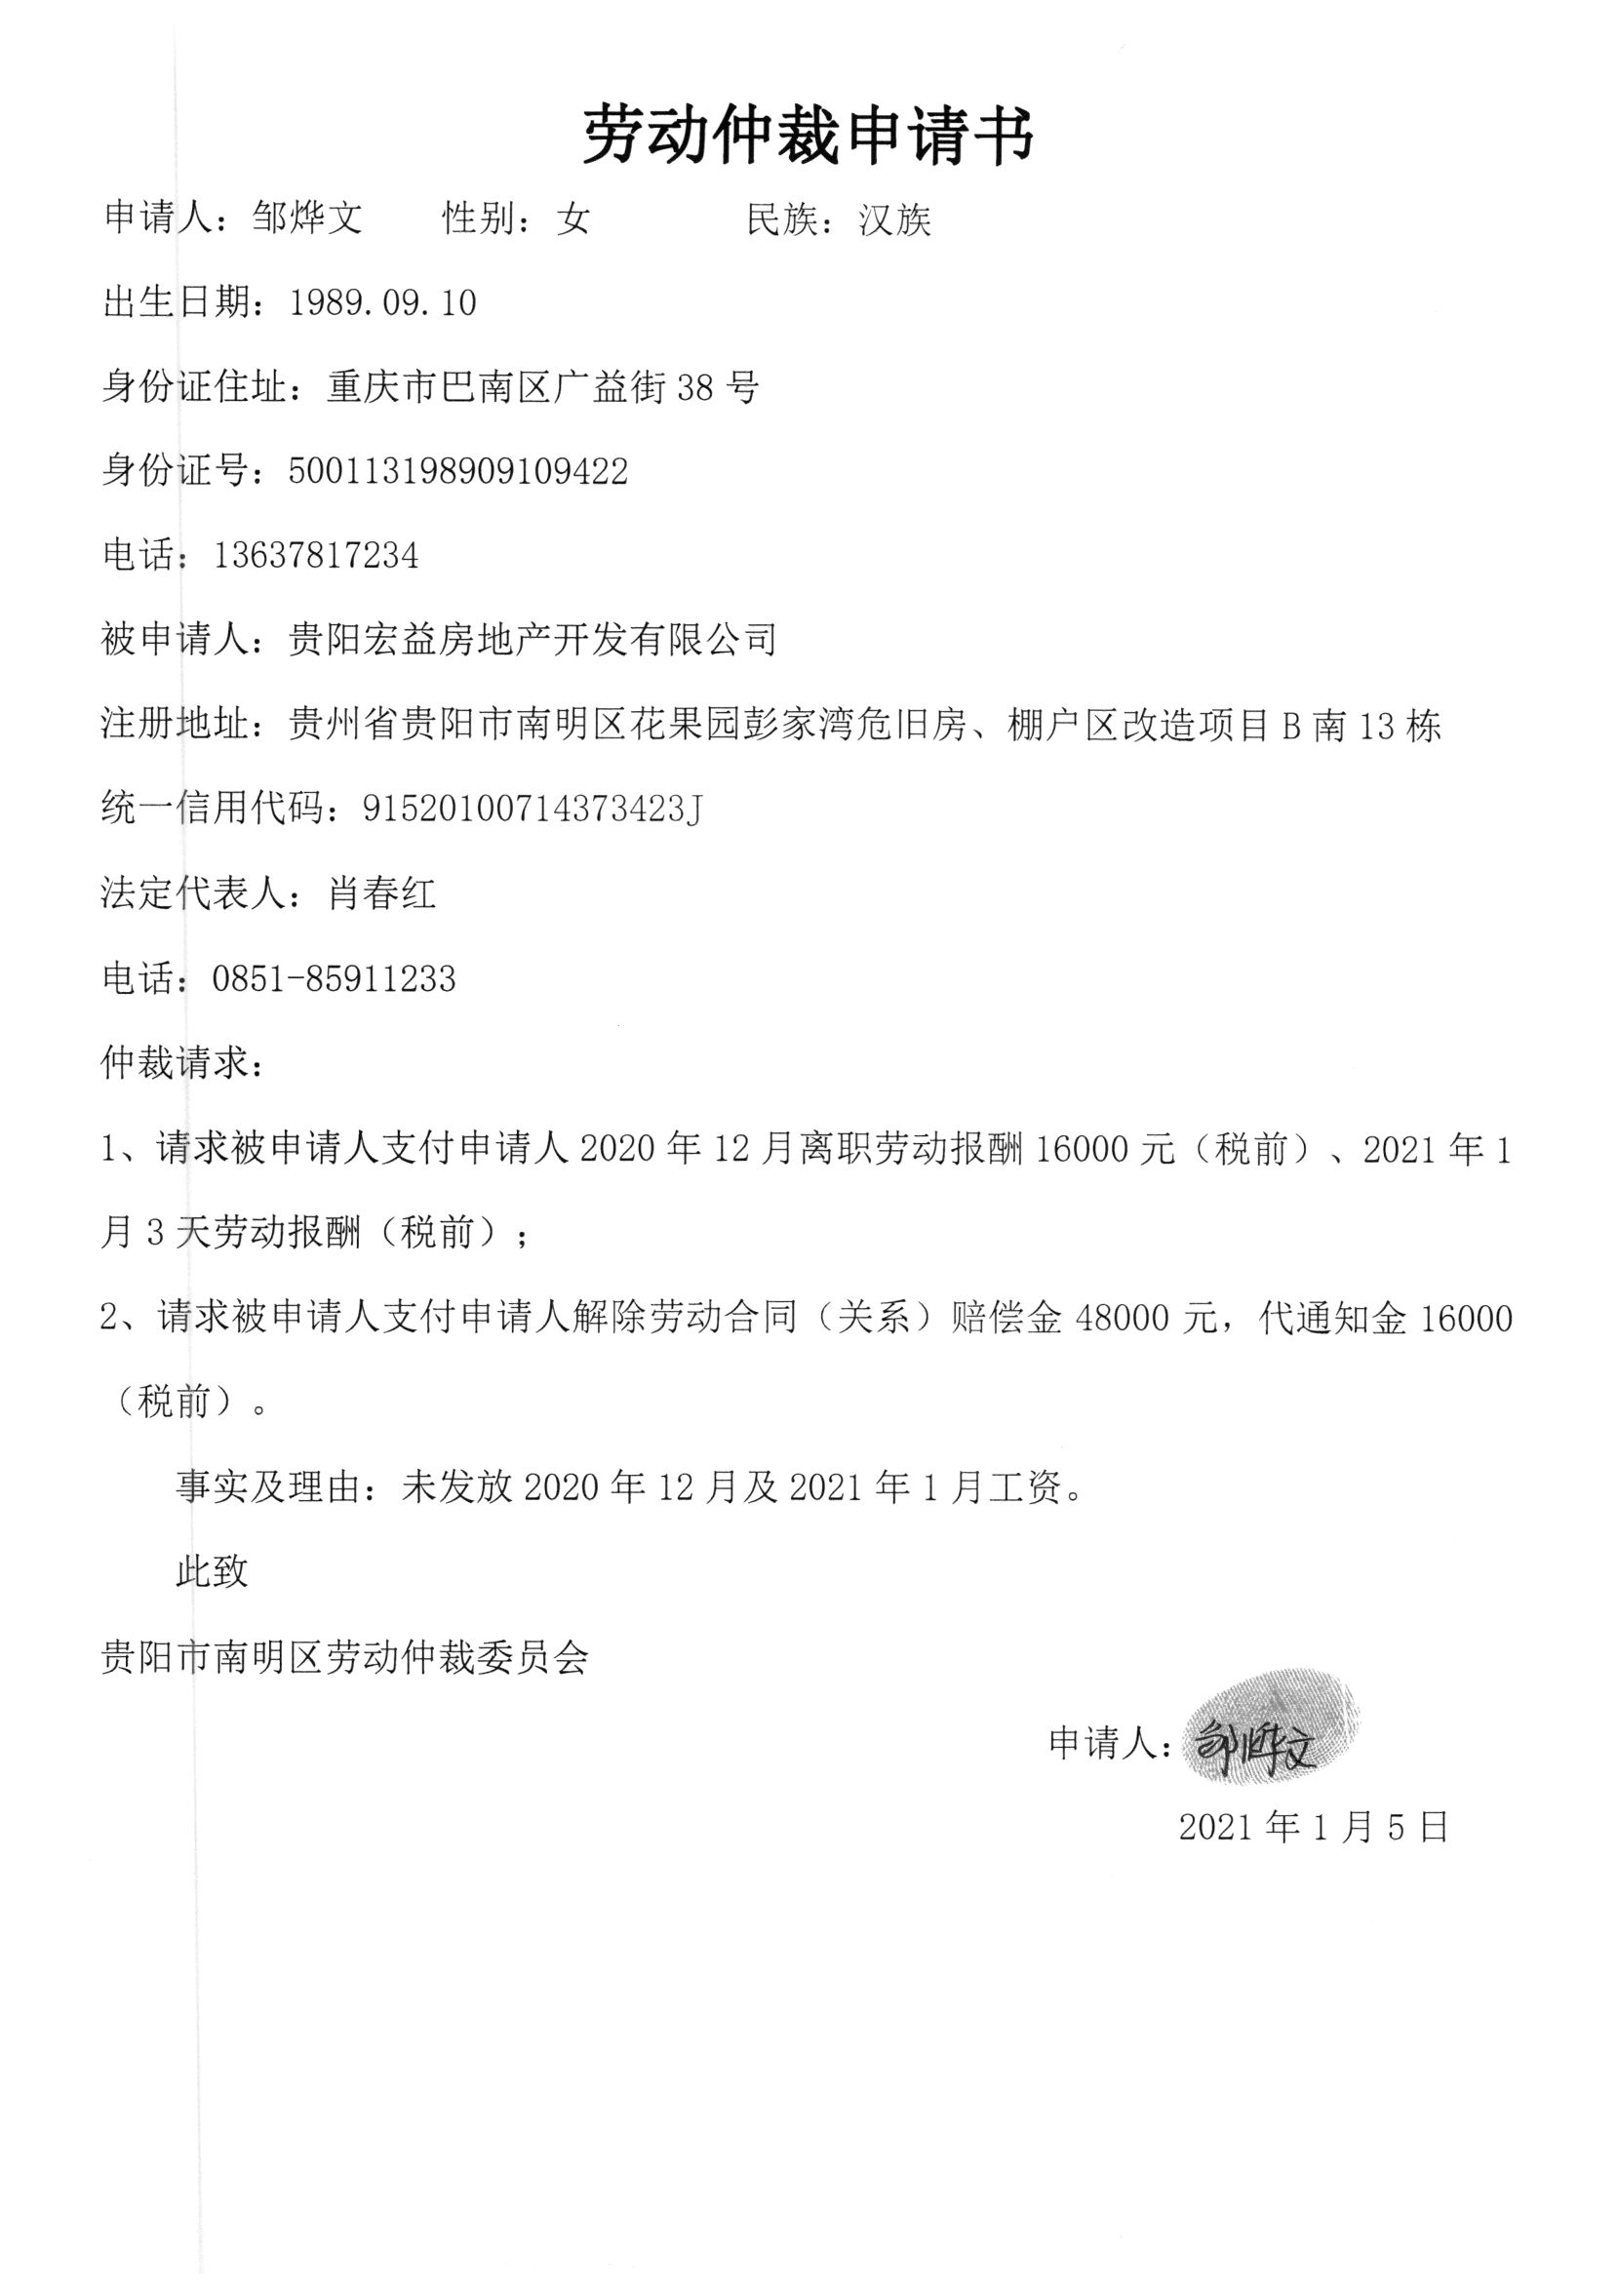 劳动仲裁申请书
申请人：邹烨文 性别：女 民族：汉族
出生日期：1989.09.10
身份证住址：重庆市巴南区广益街 38 号
身份证号：500113198909109422
电话：13637817234
被申请人：贵阳宏益房地产开发有限公司
注册地址：贵州省贵阳市南明区花果园彭家湾危旧房、棚户区改造项目 B 南 13 栋
统一信用代码：91520100714373423J
法定代表人：肖春红
电话：0851-85911233
仲裁请求：
1、请求被申请人支付申请人 2020 年 12 月离职劳动报酬 16000 元（税前）、2021 年 1
月 3 天劳动报酬（税前）；
2、请求被申请人支付申请人解除劳动合同（关系）赔偿金 48000 元，代通知金 16000
（税前）。
事实及理由：未发放 2020 年 12 月及 2021 年 1 月工资。
此致
贵阳市南明区劳动仲裁委员会
申请人：邹烨文
2021 年 1 月 5 日